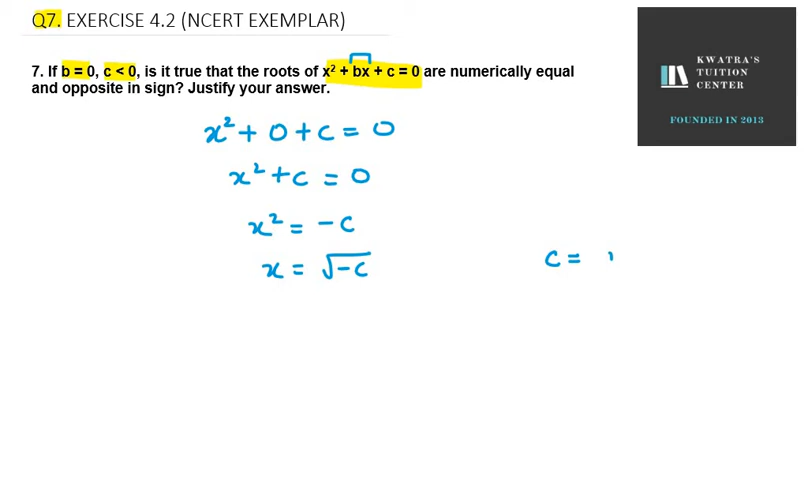 Q7. EXERCISE 4.2 (NCERT EXEMPLAR)
7. If b = 0, c < 0, is it true that the roots of x² + bx + c = 0 are numerically equal
and opposite in sign? Justify your answer.
x² + 0 + c = 0
x² + c = 0
x² = -c
x = √-c
c =
KWATRA'S
TUITION
CENTER
FOUNDED IN 2013